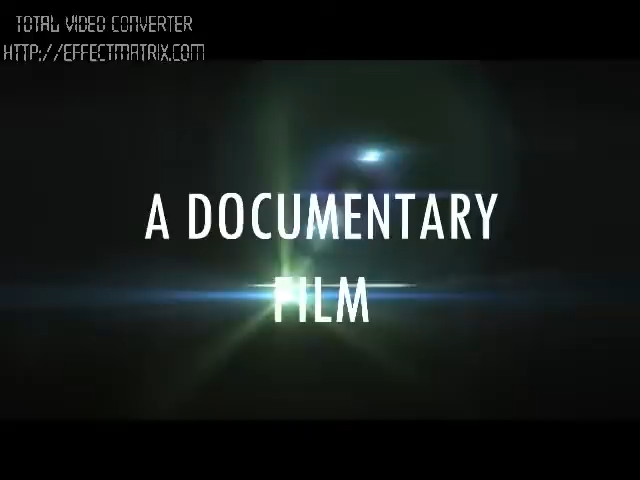 TOTAL VIDEO CONVERTER
HTTP://EFFECTMATRIX.COM
A DOCUMENTARY
FILM